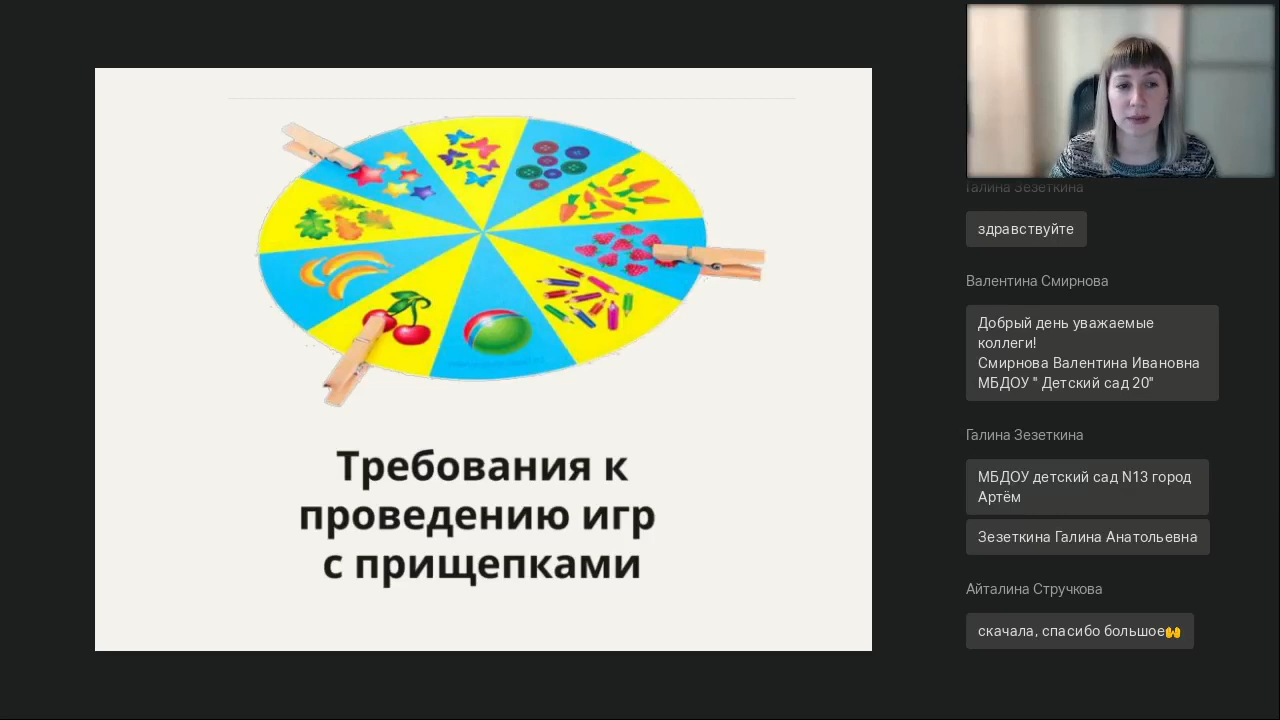 Требования к
проведению игр
с прищепками
Галина Зезеткина
здравствуйте
Валентина Смирнова
Добрый день уважаемые
коллеги!
Смирнова Валентина Ивановна
МБДОУ " Детский сад 20"
Галина Зезеткина
МБДОУ детский сад N13 город
Артём
Зезеткина Галина Анатольевна
Айталина Стручкова
скачала, спасибо большое🙌